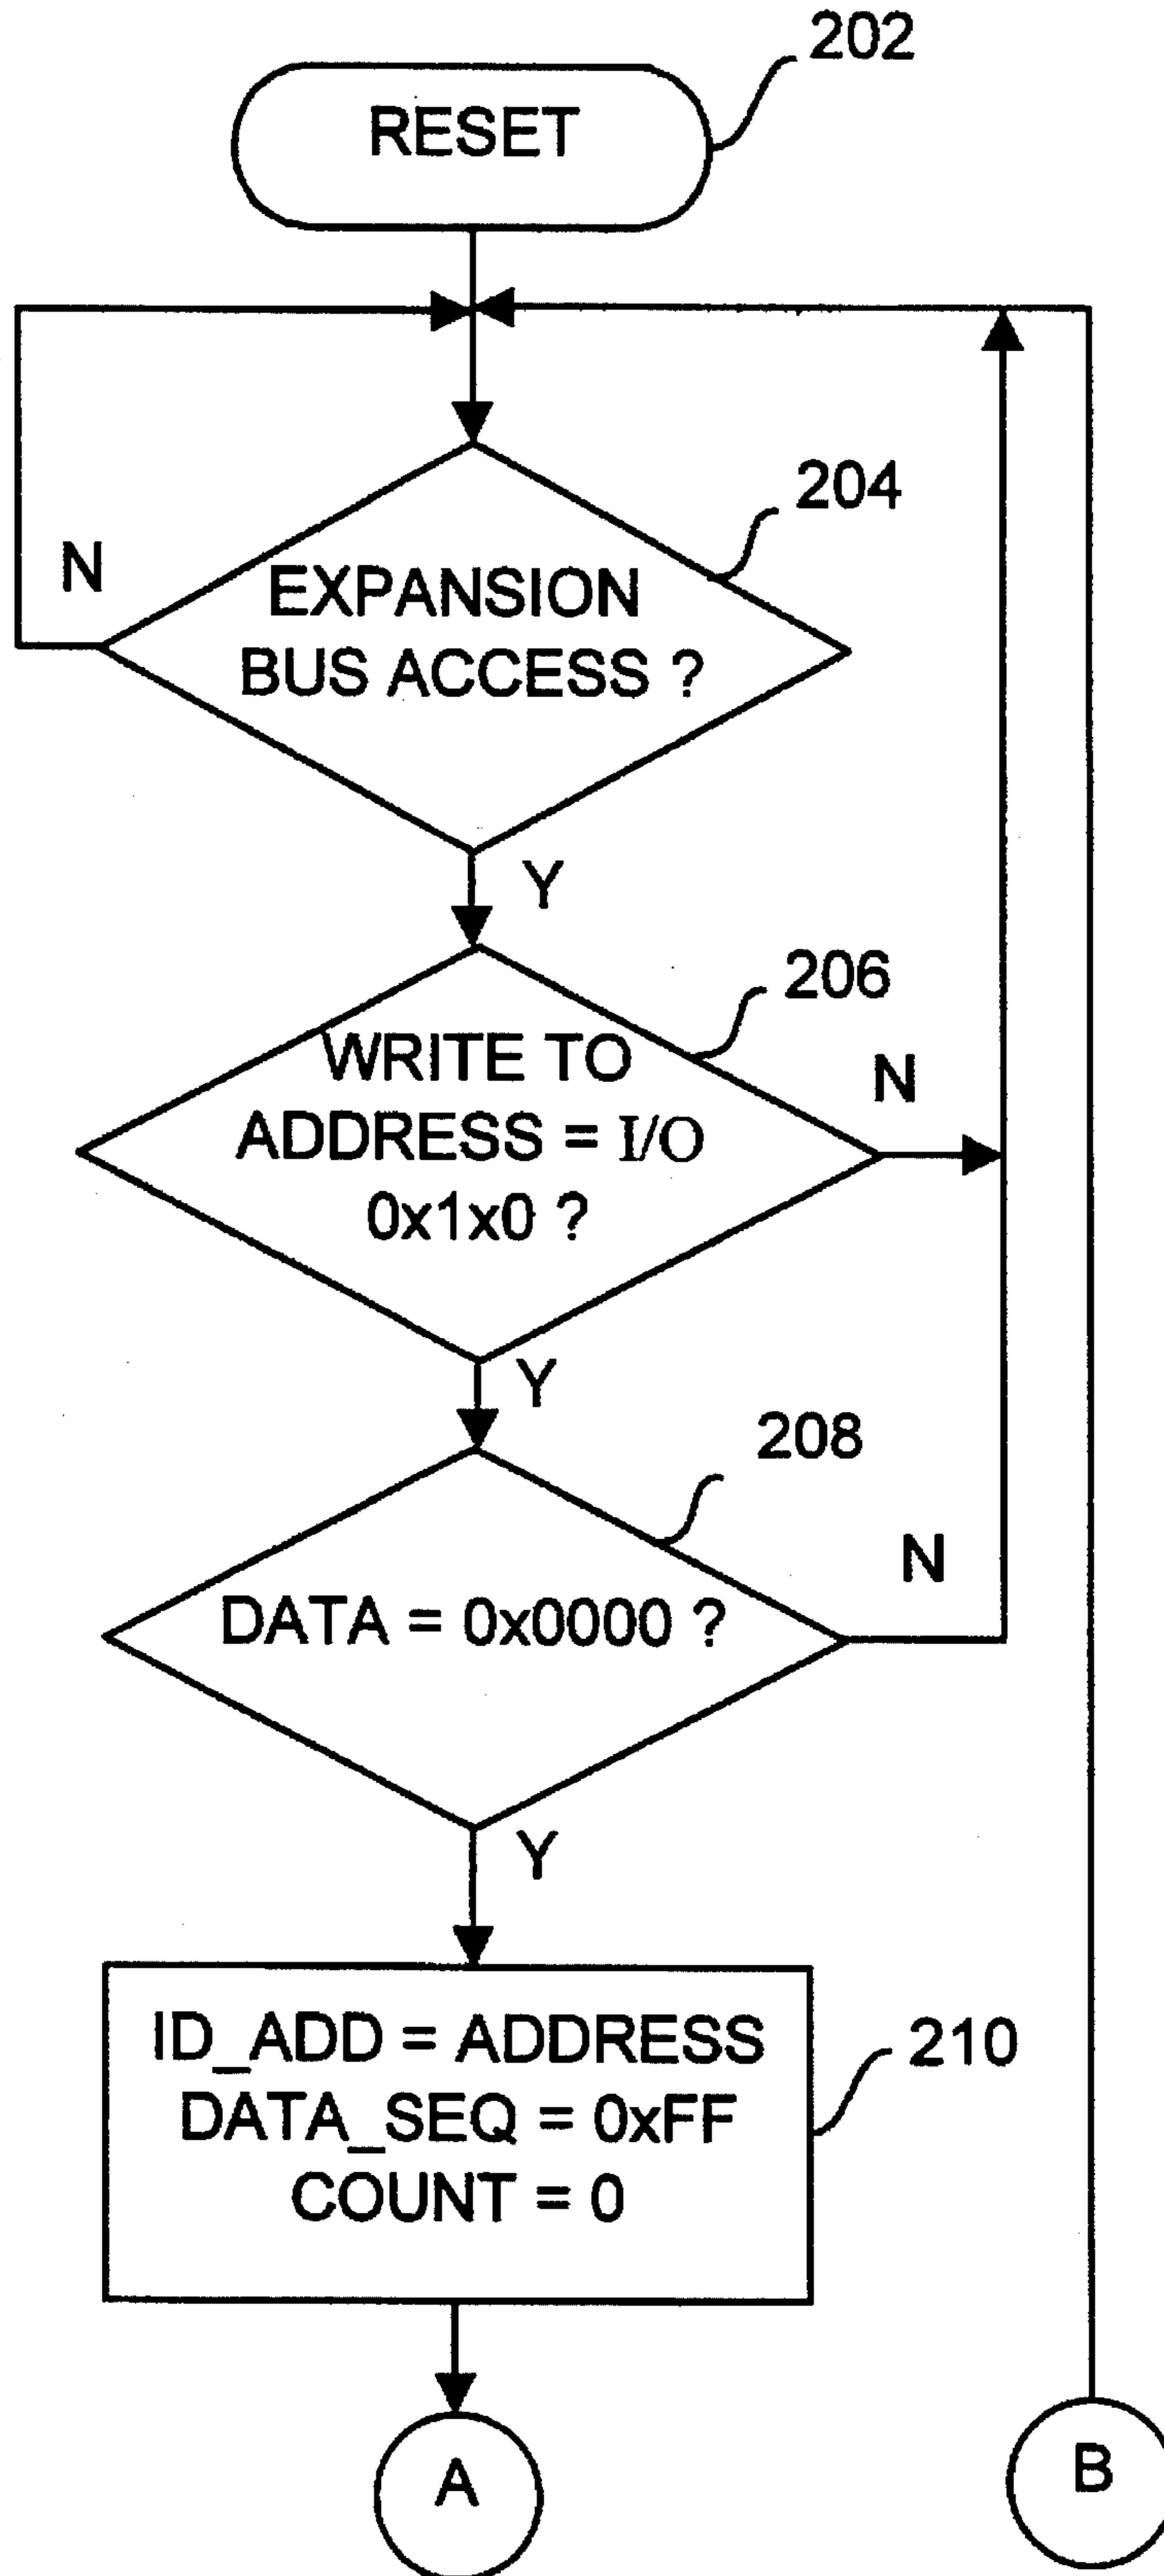 202
RESET
204
N
EXPANSION
BUS ACCESS ?
Y
206
WRITE TO
N
ADDRESS = I/O
0x1x0 ?
Y
208
N
DATA = 0x0000 ?
Y
ID_ADD = ADDRESS
210
DATA_SEQ = 0xFF
COUNT = 0
A
B